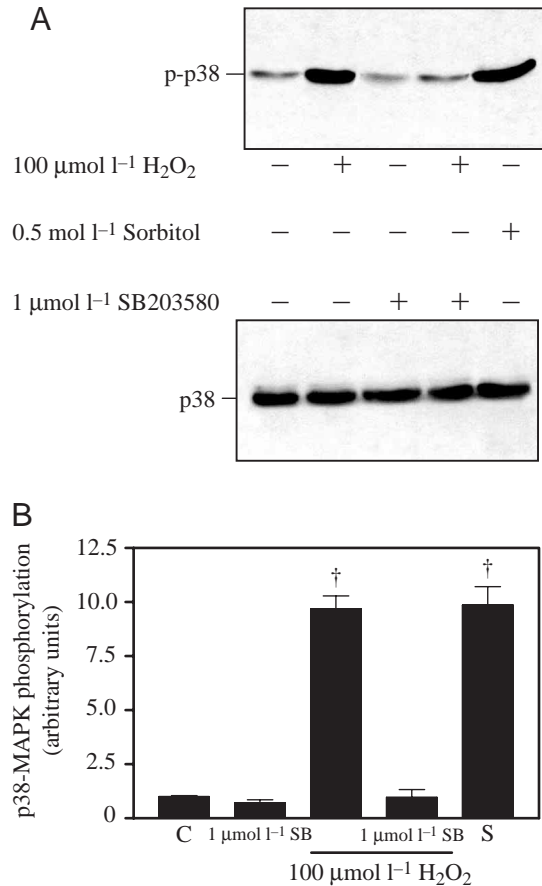 A
p-p38
100 μmol l⁻¹ H₂O₂ – + – + –
0.5 mol l⁻¹ Sorbitol – – – – +
1 μmol l⁻¹ SB203580 – – + + –
p38
B
p38-MAPK phosphorylation
(arbitrary units)
12.5
10.0
7.5
5.0
2.5
0
† †
C 1 μmol l⁻¹ SB 1 μmol l⁻¹ SB S
100 μmol l⁻¹ H₂O₂